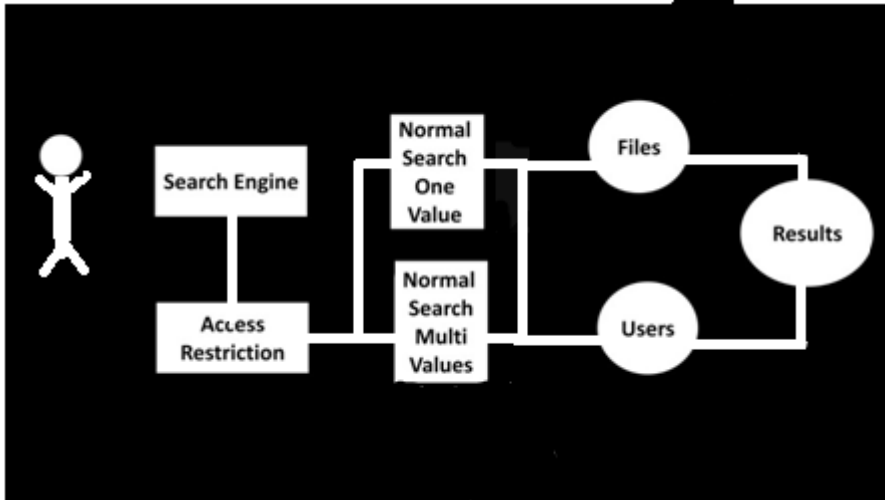 Search Engine
Access
Restriction
Normal
Search
One
Value
Normal
Search
Multi
Values
Files
Users
Results